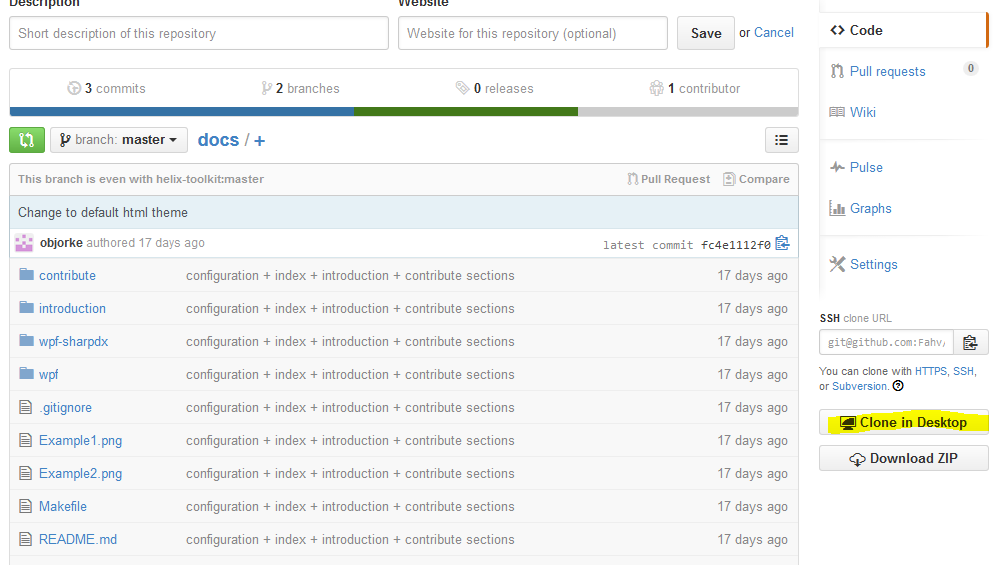 Description
Website
Short description of this repository
Website for this repository (optional)
Save
or Cancel
3 commits
2 branches
0 releases
1 contributor
branch: master
docs / +
This branch is even with helix-toolkit:master
Pull Request
Compare
Change to default html theme
objorke authored 17 days ago
latest commit fc4e1112f0
contribute configuration + index + introduction + contribute sections 17 days ago
introduction configuration + index + introduction + contribute sections 17 days ago
wpf-sharpdx configuration + index + introduction + contribute sections 17 days ago
wpf configuration + index + introduction + contribute sections 17 days ago
.gitignore configuration + index + introduction + contribute sections 17 days ago
Example1.png configuration + index + introduction + contribute sections 17 days ago
Example2.png configuration + index + introduction + contribute sections 17 days ago
Makefile configuration + index + introduction + contribute sections 17 days ago
README.md configuration + index + introduction + contribute sections 17 days ago
Code
Pull requests 0
Wiki
Pulse
Graphs
Settings
SSH clone URL
git@github.com:Fahv/
You can clone with HTTPS, SSH,
or Subversion. ?
Clone in Desktop
Download ZIP